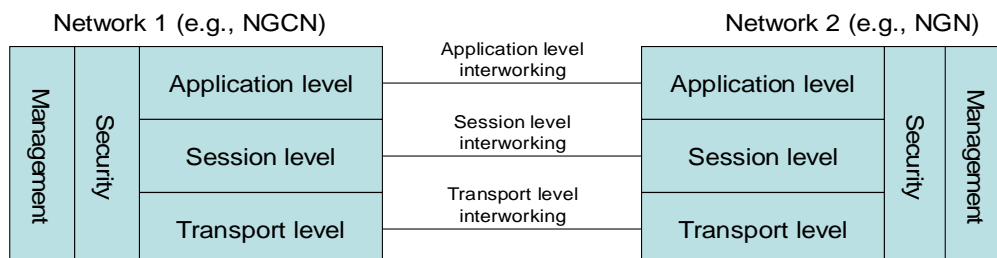 Network 1 (e.g., NGCN)
Network 2 (e.g., NGN)
Management
Security
Application level
Session level
Transport level
Application level
interworking
Session level
interworking
Transport level
interworking
Application level
Session level
Transport level
Security
Management